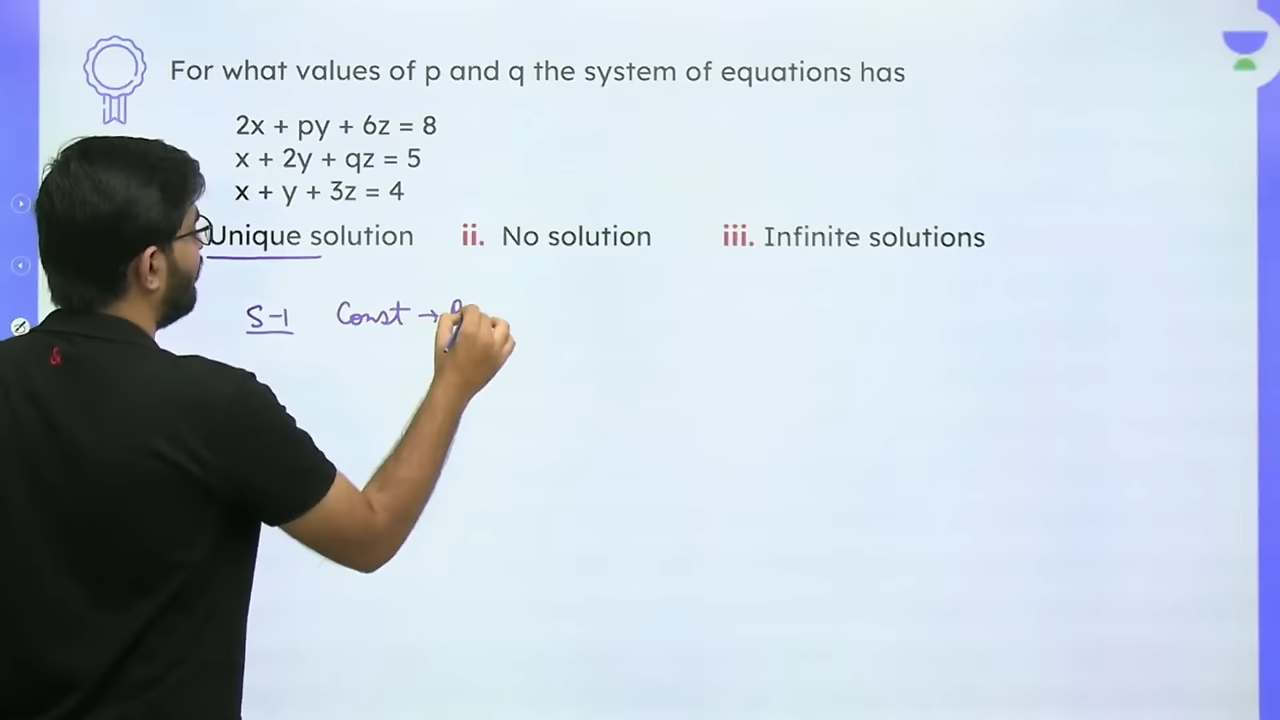 For what values of p and q the system of equations has
2x + py + 6z = 8
x + 2y + qz = 5
x + y + 3z = 4
Unique solution ii. No solution iii. Infinite solutions
S-1 Const →